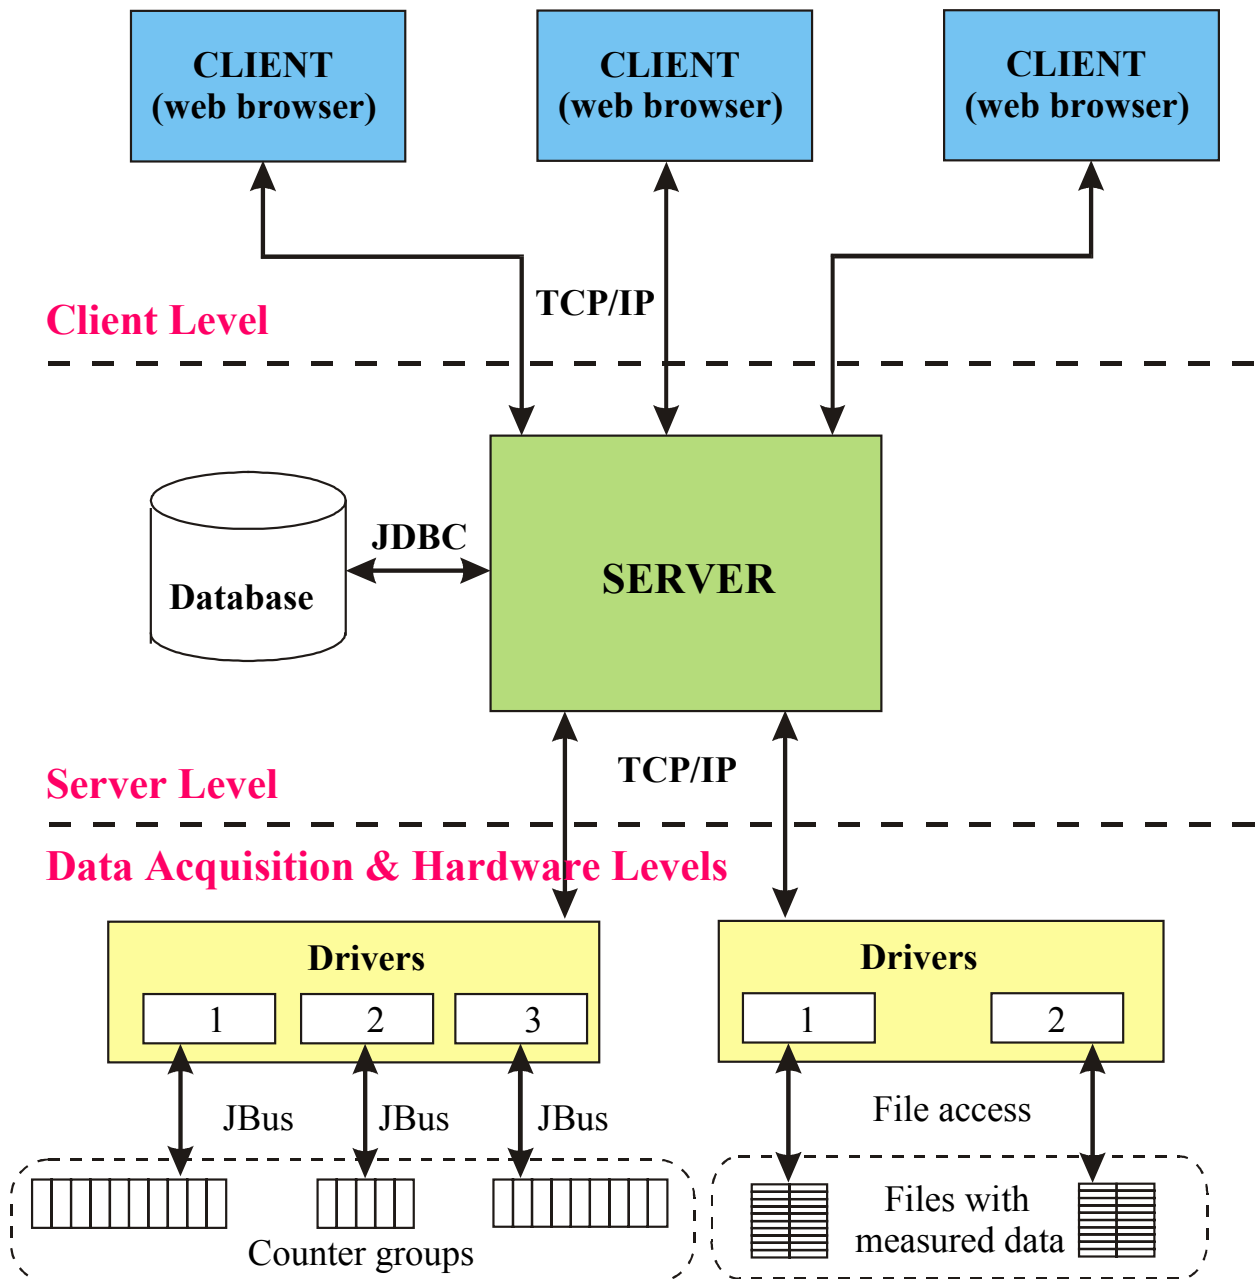 CLIENT
(web browser)
CLIENT
(web browser)
CLIENT
(web browser)
TCP/IP
Client Level
JDBC
Database
SERVER
TCP/IP
Server Level
Data Acquisition & Hardware Levels
Drivers
1
2
3
Drivers
1
2
JBus
JBus
JBus
File access
Counter groups
Files with
measured data